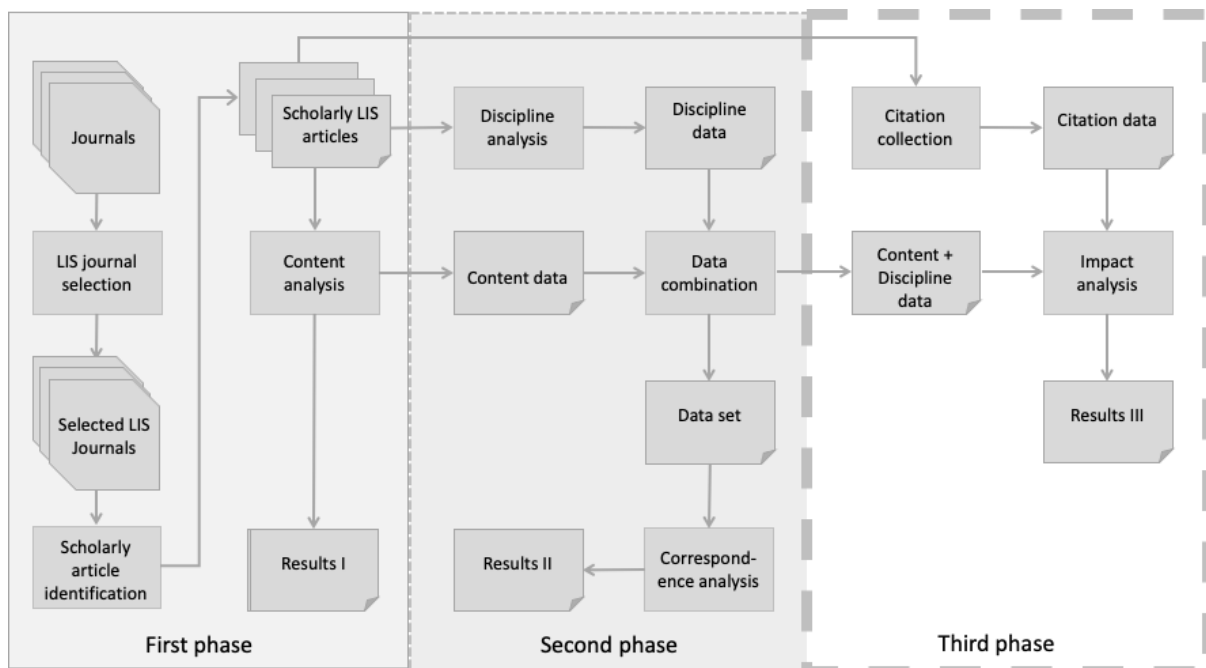 Journals
LIS journal
selection
Selected LIS
Journals
Scholarly
article
identification
Scholarly LIS
articles
Content
analysis
Results I
First phase
Discipline
analysis
Discipline
data
Content data
Data
combination
Data set
Correspond-
ence analysis
Results II
Second phase
Citation
collection
Citation data
Content +
Discipline
data
Impact
analysis
Results III
Third phase